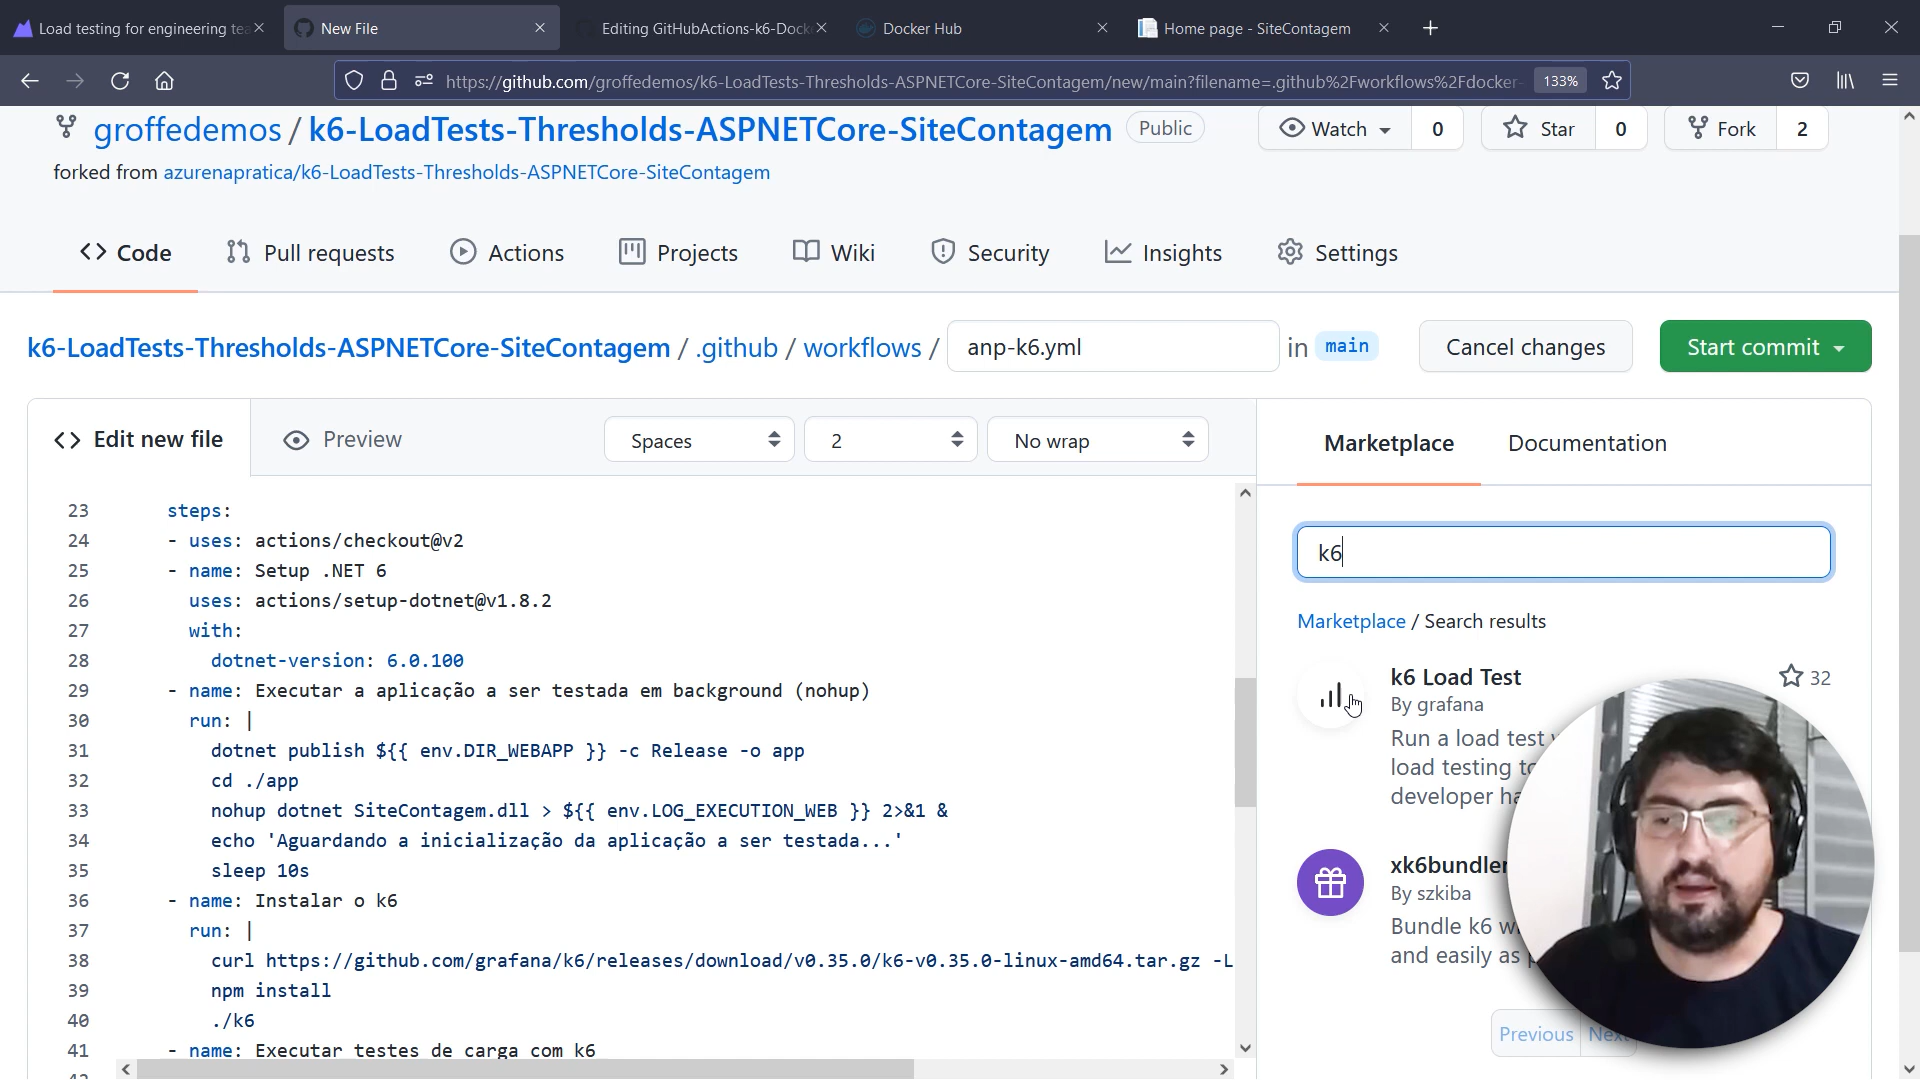 Load testing for engineering te
New File
Editing GitHubActions-k6-Dock
Docker Hub
Home page - SiteContagem
https://github.com/groffedemos/k6-LoadTests-Thresholds-ASPNETCore-SiteContagem/new/main?filename=.github%2Fworkflows%2Fdocker-
133%
groffedemos / k6-LoadTests-Thresholds-ASPNETCore-SiteContagem
Public
Watch 0
Star 0
Fork 2
forked from azurenapratica/k6-LoadTests-Thresholds-ASPNETCore-SiteContagem
Code
Pull requests
Actions
Projects
Wiki
Security
Insights
Settings
k6-LoadTests-Thresholds-ASPNETCore-SiteContagem / .github / workflows / anp-k6.yml in main
Cancel changes
Start commit
Edit new file
Preview
Spaces
2
No wrap
23 steps:
24 - uses: actions/checkout@v2
25 - name: Setup .NET 6
26 uses: actions/setup-dotnet@v1.8.2
27 with:
28 dotnet-version: 6.0.100
29 - name: Executar a aplicação a ser testada em background (nohup)
30 run: |
31 dotnet publish ${{ env.DIR_WEBAPP }} -c Release -o app
32 cd ./app
33 nohup dotnet SiteContagem.dll > ${{ env.LOG_EXECUTION_WEB }} 2>&1 &
34 echo 'Aguardando a inicialização da aplicação a ser testada...'
35 sleep 10s
36 - name: Instalar o k6
37 run: |
38 curl https://github.com/grafana/k6/releases/download/v0.35.0/k6-v0.35.0-linux-amd64.tar.gz -L
39 npm install
40 ./k6
41 - name: Executar testes de carga com k6
Marketplace
Documentation
k6
Marketplace / Search results
k6 Load Test
32
By grafana
Run a load test
load testing
developer
xk6bundler
By szkiba
Bundle k6
and easily as
Previous
Next